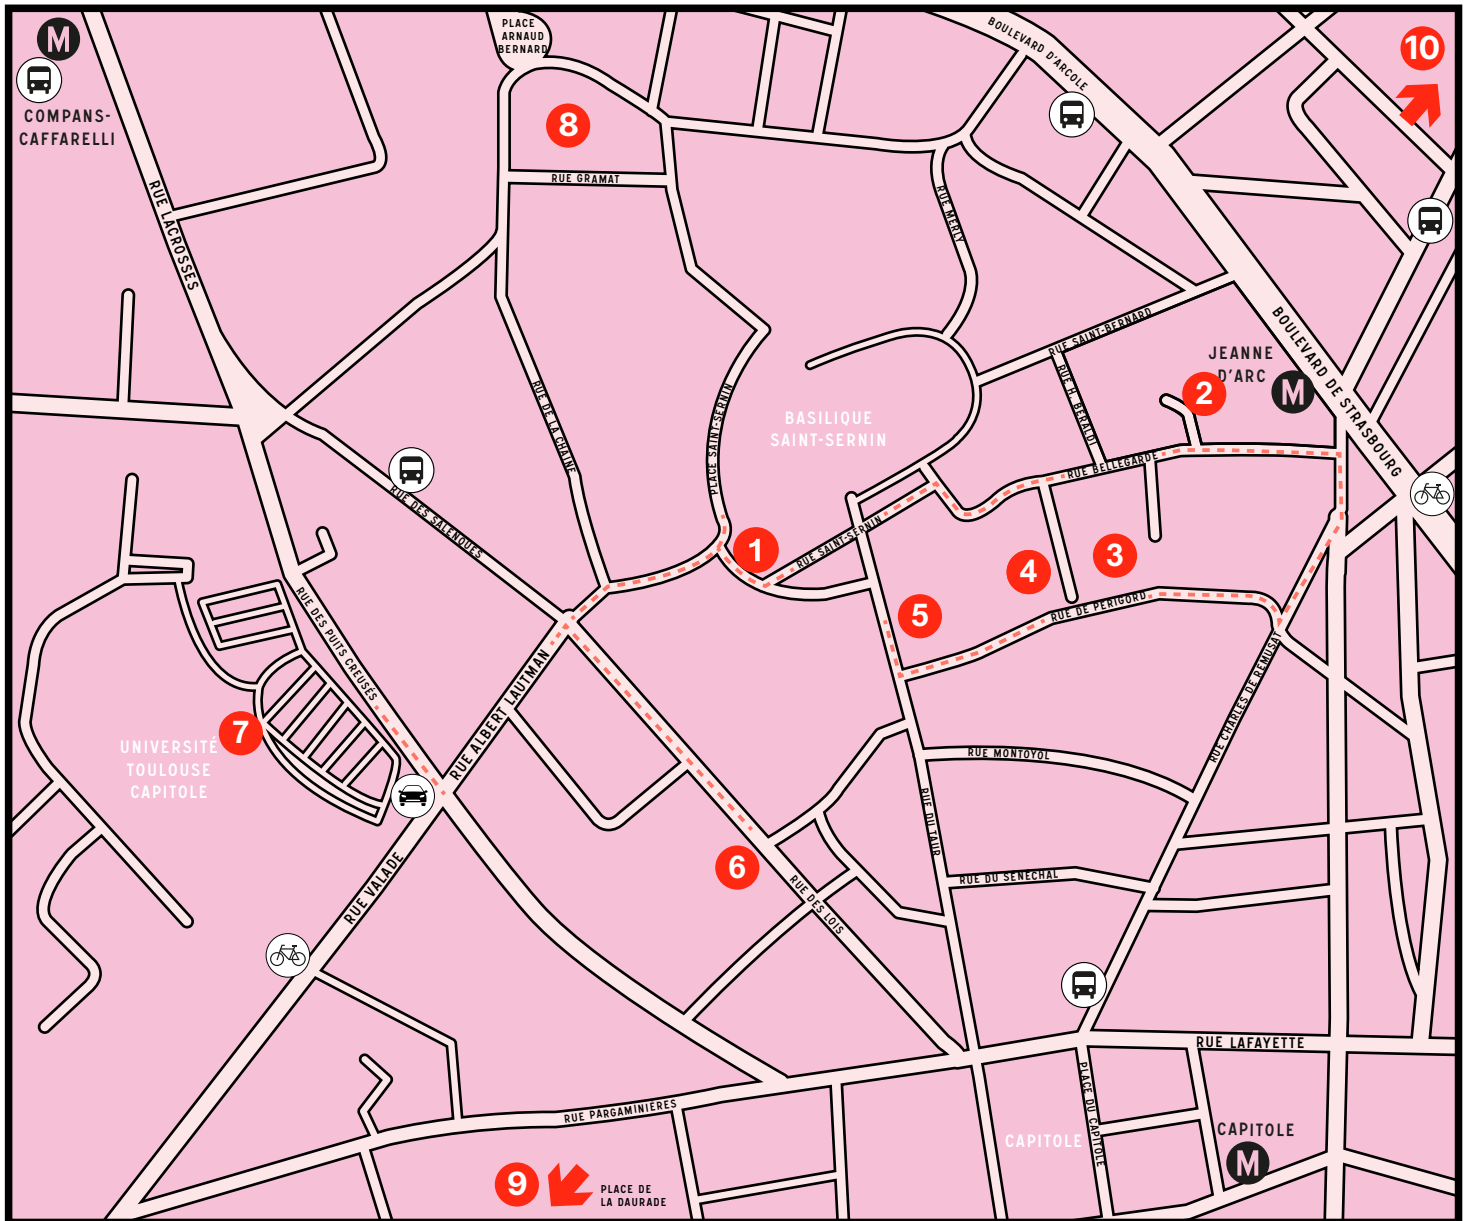 PLACE
ARNAUD
BERNARD
BOULEVARD D'ARCOLE
10
M
COMPANS-
CAFFARELLI
8
RUE GRAMAT
RUE LACROSSES
RUE MERLY
BOULEVARD DE STRASBOURG
RUE SAINT-BERNARD
JEANNE
D'ARC
M
2
RUE H. BERALDI
RUE DE LA CHAINE
PLACE SAINT-SERNIN
BASILIQUE
SAINT-SERNIN
RUE BELLEGARDE
RUE DES SALENQUES
RUE SAINT-SERNIN
1
3
4
5
RUE DE PERIGORD
RUE DES PUITS CREUSÉS
RUE ALBERT LAUTMAN
RUE CHARLES DE REMUSAT
7
UNIVERSITÉ
TOULOUSE
CAPITOLE
RUE MONTOYOL
RUE DU TAUR
6
RUE VALADE
RUE DES LOIS
RUE DU SENECHAL
RUE LAFAYETTE
PLACE DU CAPITOLE
RUE PARGAMINIÈRES
CAPITOLE
CAPITOLE
M
9
PLACE DE
LA DAURADE